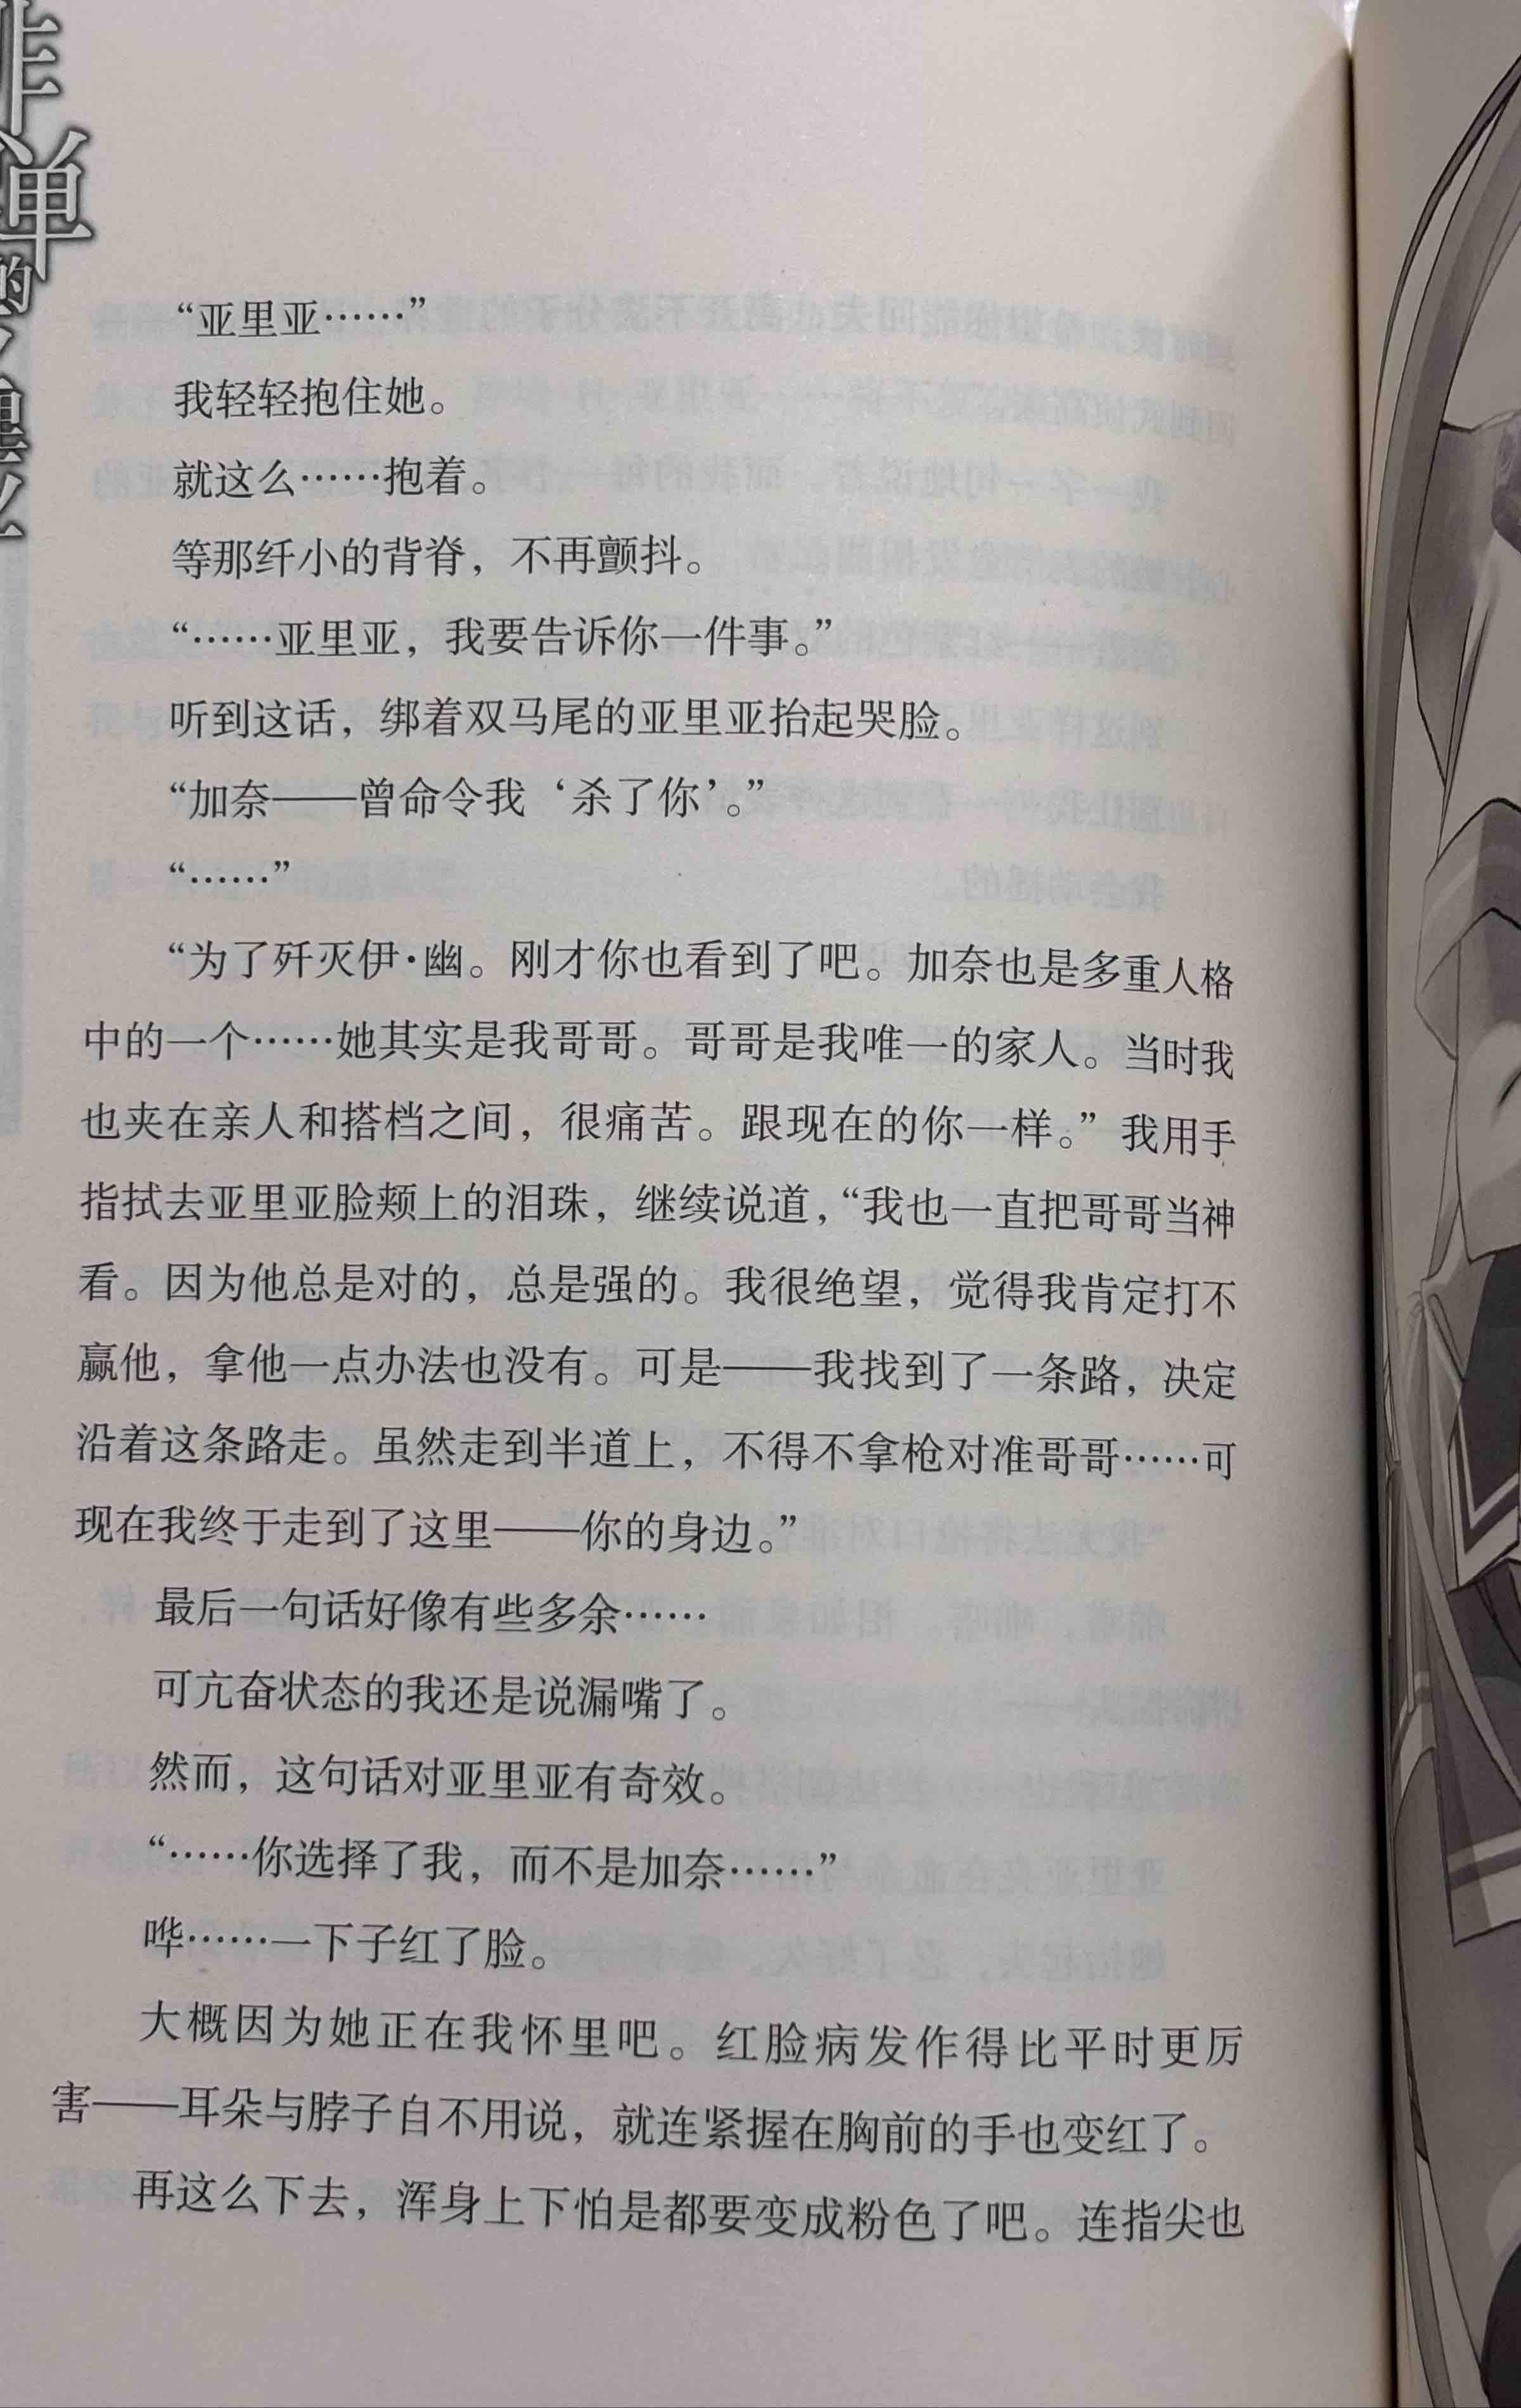 “亚里亚……”
我轻轻抱住她。
就这么……抱着。
等那纤小的背脊，不再颤抖。
“……亚里亚，我要告诉你一件事。”
听到这话，绑着双马尾的亚里亚抬起哭脸。
“加奈——曾命令我‘杀了你’。”
“……”
“为了歼灭伊·幽。刚才你也看到了吧。加奈也是多重人格
中的一个……她其实是我哥哥。哥哥是我唯一的家人。当时我
也夹在亲人和搭档之间，很痛苦。跟现在的你一样。”我用手
指拭去亚里亚脸颊上的泪珠，继续说道，“我也一直把哥哥当神
看。因为他总是对的，总是强的。我很绝望，觉得我肯定打不
赢他，拿他一点办法也没有。可是——我找到了一条路，决定
沿着这条路走。虽然走到半道上，不得不拿枪对准哥哥……可
现在我终于走到了这里——你的身边。”
最后一句话好像有些多余……
可亢奋状态的我还是说漏嘴了。
然而，这句话对亚里亚有奇效。
“……你选择了我，而不是加奈……”
哗……一下子红了脸。
大概因为她正在我怀里吧。红脸病发作得比平时更厉
害——耳朵与脖子自不用说，就连紧握在胸前的手也变红了。
再这么下去，浑身上下怕是都要变成粉色了吧。连指尖也